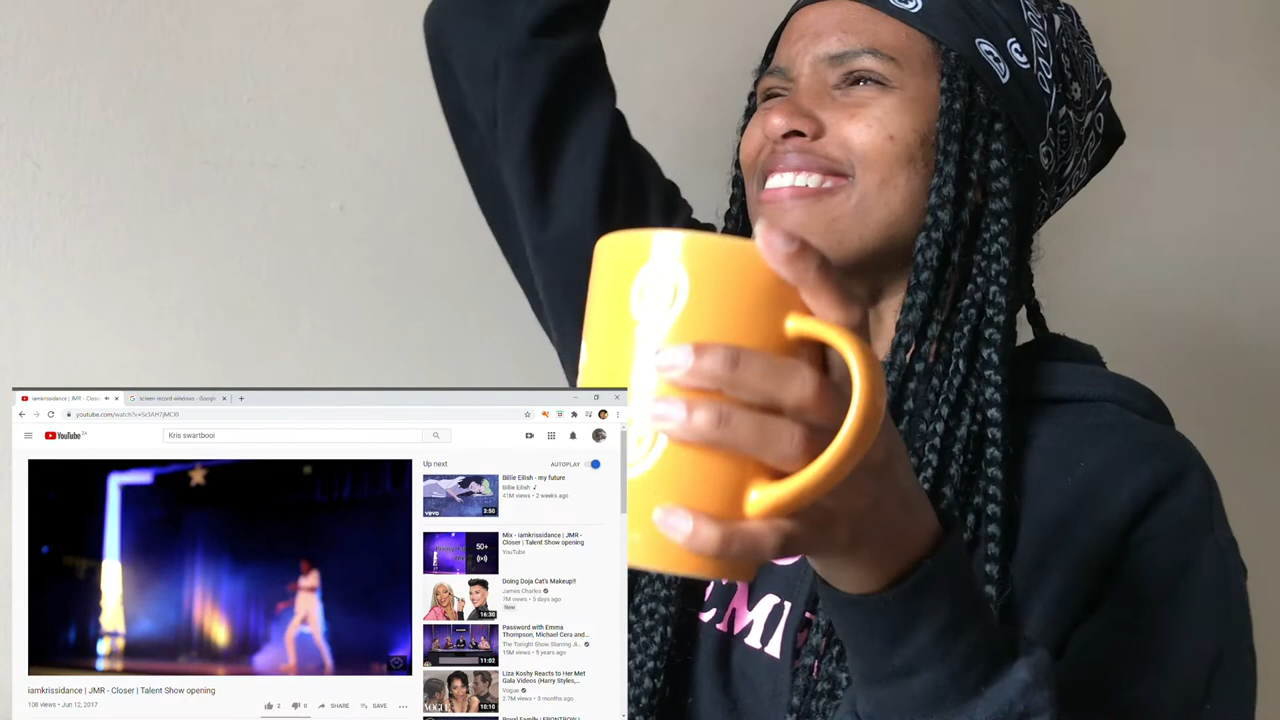 iamkrissidance | JMR - Close
screen record windows - Googl
youtube.com/watch?v=Sr3AH7jMCI0
YouTube ZA
Kris swartbooi
Up next
AUTOPLAY
Billie Eilish - my future
Billie Eilish
41M views • 2 weeks ago
vevo
3:50
Mix - iamkrissidance | JMR -
Closer | Talent Show opening
YouTube
50+
Doing Doja Cat's Makeup!!
James Charles
7M views • 5 days ago
New
16:30
Password with Emma
Thompson, Michael Cera and...
The Tonight Show Starring Ji...
15M views • 5 years ago
11:02
Liza Koshy Reacts to Her Met
Gala Videos (Harry Styles,...
Vogue
2.7M views • 3 months ago
VOGUE
10:10
iamkrissidance | JMR - Closer | Talent Show opening
108 views • Jun 12, 2017
2
0
SHARE
SAVE